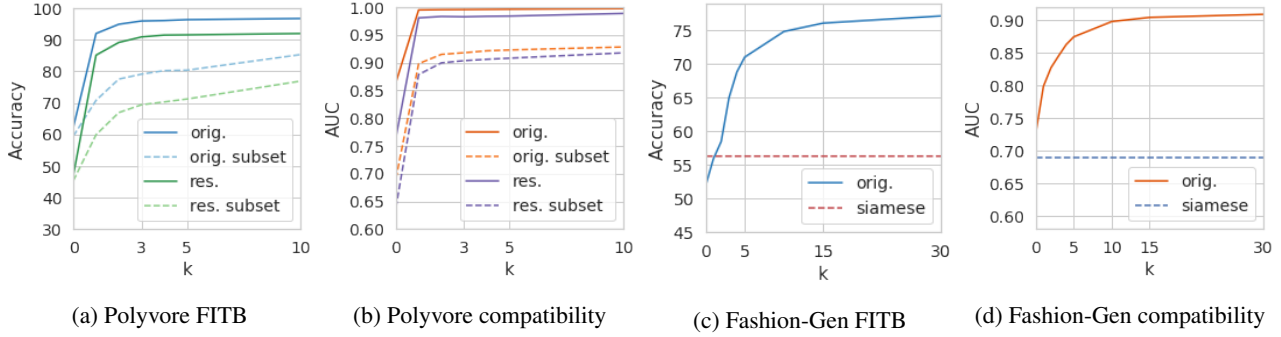 100
90
80
70
60
50
40
30
Accuracy
0
1
3
5
10
k
orig.
orig. subset
res.
res. subset
(a) Polyvore FITB
1.00
0.95
0.90
0.85
0.80
0.75
0.70
0.65
0.60
AUC
0
1
3
5
10
k
orig.
orig. subset
res.
res. subset
(b) Polyvore compatibility
75
70
65
60
55
50
45
Accuracy
0
5
15
30
k
orig.
siamese
(c) Fashion-Gen FITB
0.90
0.85
0.80
0.75
0.70
0.65
0.60
AUC
0
5
10
15
30
k
orig.
siamese
(d) Fashion-Gen compatibility